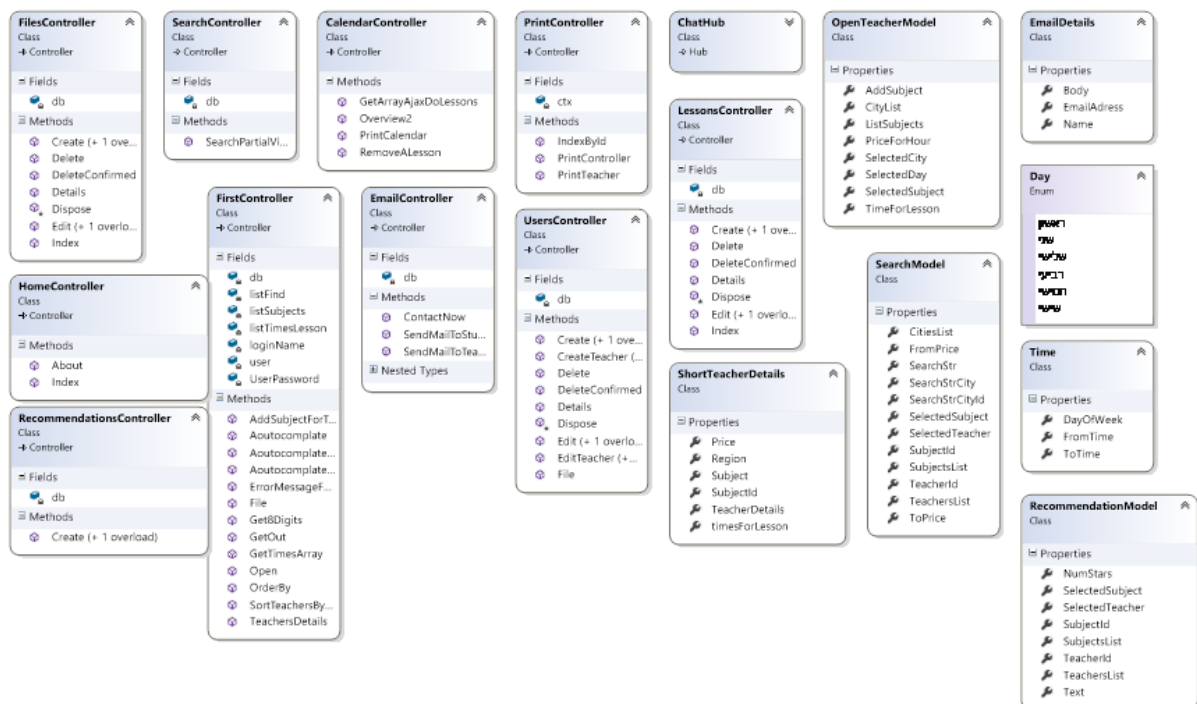 FilesController
Class
Controller
Fields
db
Methods
Create (+ 1 ove...
Delete
DeleteConfirmed
Details
Dispose
Edit (+ 1 overlo...
Index
SearchController
Class
Controller
Fields
db
Methods
SearchPartialVi...
CalendarController
Class
Controller
Methods
GetArrayAjaxDoLessons
Overview2
PrintCalendar
RemoveALesson
PrintController
Class
Controller
Fields
ctx
Methods
IndexById
PrintController
PrintTeacher
ChatHub
Class
Hub
OpenTeacherModel
Class
Properties
AddSubject
CityList
ListSubjects
PriceForHour
SelectedCity
SelectedDay
SelectedSubject
TimeForLesson
EmailDetails
Class
Properties
Body
EmailAdress
Name
LessonsController
Class
Controller
Fields
db
Methods
Create (+ 1 ove...
Delete
DeleteConfirmed
Details
Dispose
Edit (+ 1 overlo...
Index
Day
Enum
ראשון
שני
שלישי
רביעי
חמישי
שישי
FirstController
Class
Controller
Fields
db
listFind
listSubjects
listTimesLesson
loginName
user
UserPassword
Methods
AddSubjectForT...
Aoutocomplate
Aoutocomplate...
Aoutocomplate...
ErrorMessageF...
File
Get8Digits
GetOut
GetTimesArray
Open
OrderBy
SortTeachersBy...
TeachersDetails
EmailController
Class
Controller
Fields
db
Methods
ContactNow
SendMailToStu...
SendMailToTea...
Nested Types
UsersController
Class
Controller
Fields
db
Methods
Create (+ 1 ove...
CreateTeacher (...
Delete
DeleteConfirmed
Details
Dispose
Edit (+ 1 overlo...
EditTeacher (+...
File
HomeController
Class
Controller
Methods
About
Index
SearchModel
Class
Properties
CitiesList
FromPrice
SearchStr
SearchStrCity
SearchStrCityId
SelectedSubject
SelectedTeacher
SubjectId
SubjectsList
TeacherId
TeachersList
ToPrice
Time
Class
Properties
DayOfWeek
FromTime
ToTime
ShortTeacherDetails
Class
Properties
Price
Region
Subject
SubjectId
TeacherDetails
timesForLesson
RecommendationsController
Class
Controller
Fields
db
Methods
Create (+ 1 overload)
RecommendationModel
Class
Properties
NumStars
SelectedSubject
SelectedTeacher
SubjectId
SubjectsList
TeacherId
TeachersList
Text